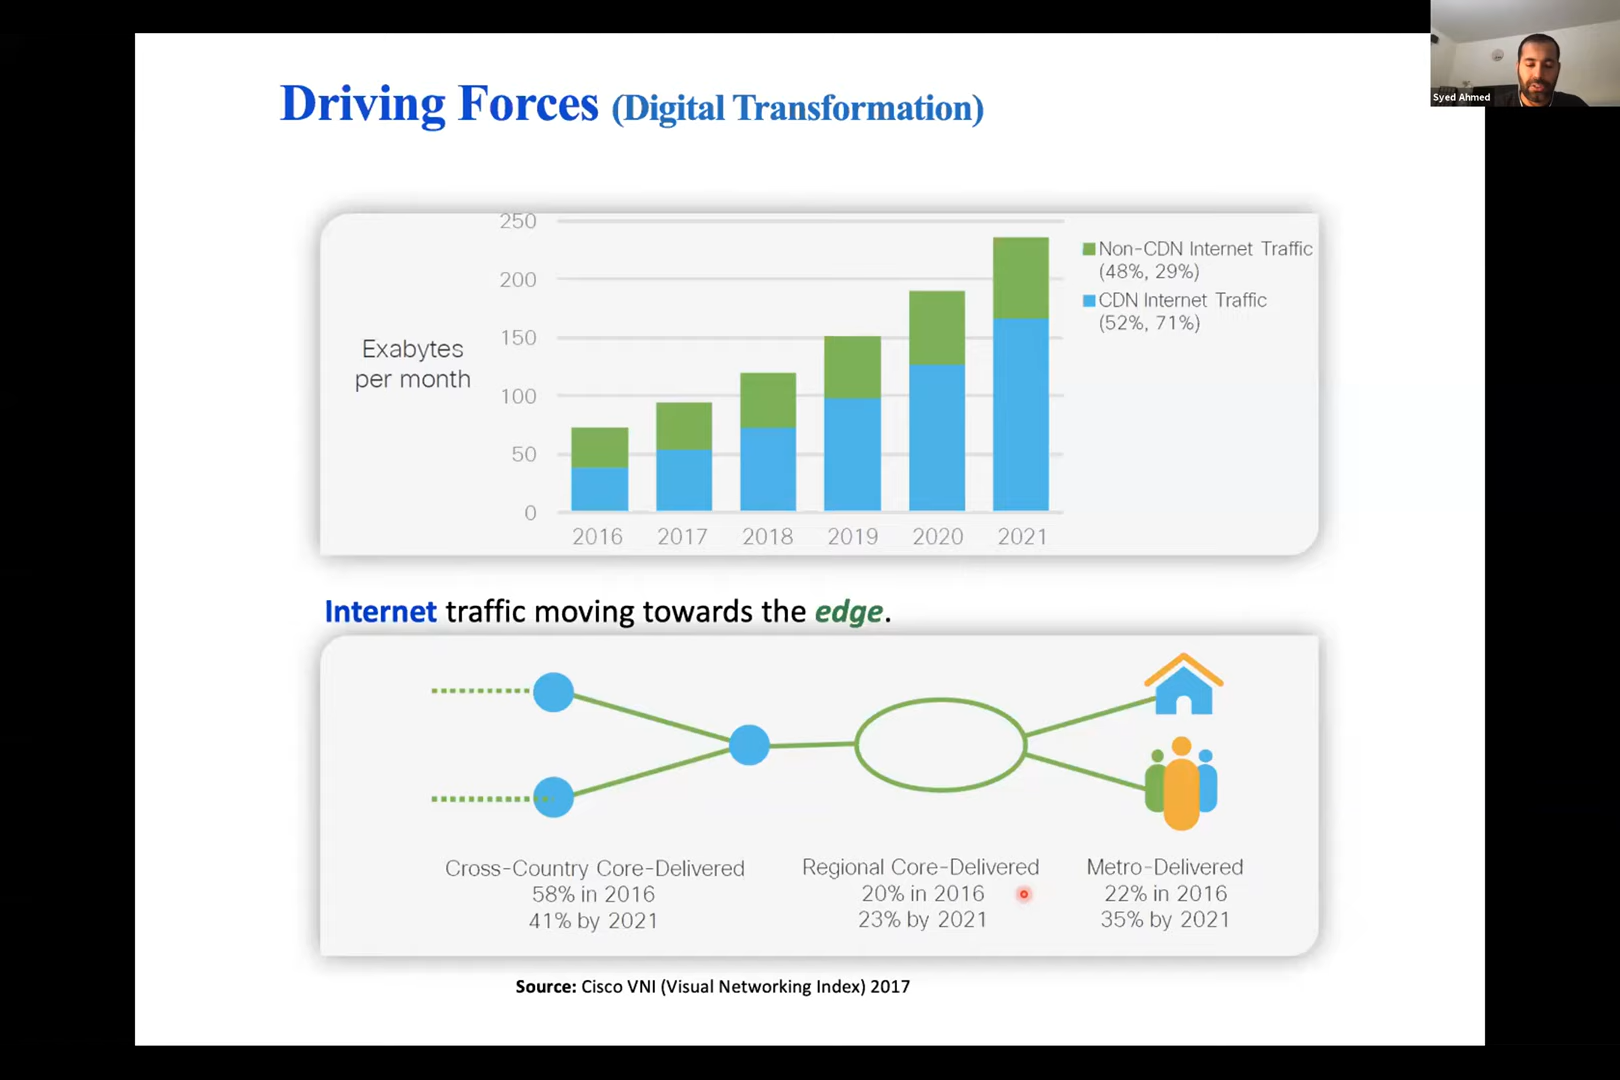 Syed Ahmed
Driving Forces (Digital Transformation)
250
200
150
100
50
0
Exabytes
per month
2016 2017 2018 2019 2020 2021
Non-CDN Internet Traffic
(48%, 29%)
CDN Internet Traffic
(52%, 71%)
Internet traffic moving towards the edge.
Cross-Country Core-Delivered
58% in 2016
41% by 2021
Regional Core-Delivered
20% in 2016
23% by 2021
Metro-Delivered
22% in 2016
35% by 2021
Source: Cisco VNI (Visual Networking Index) 2017